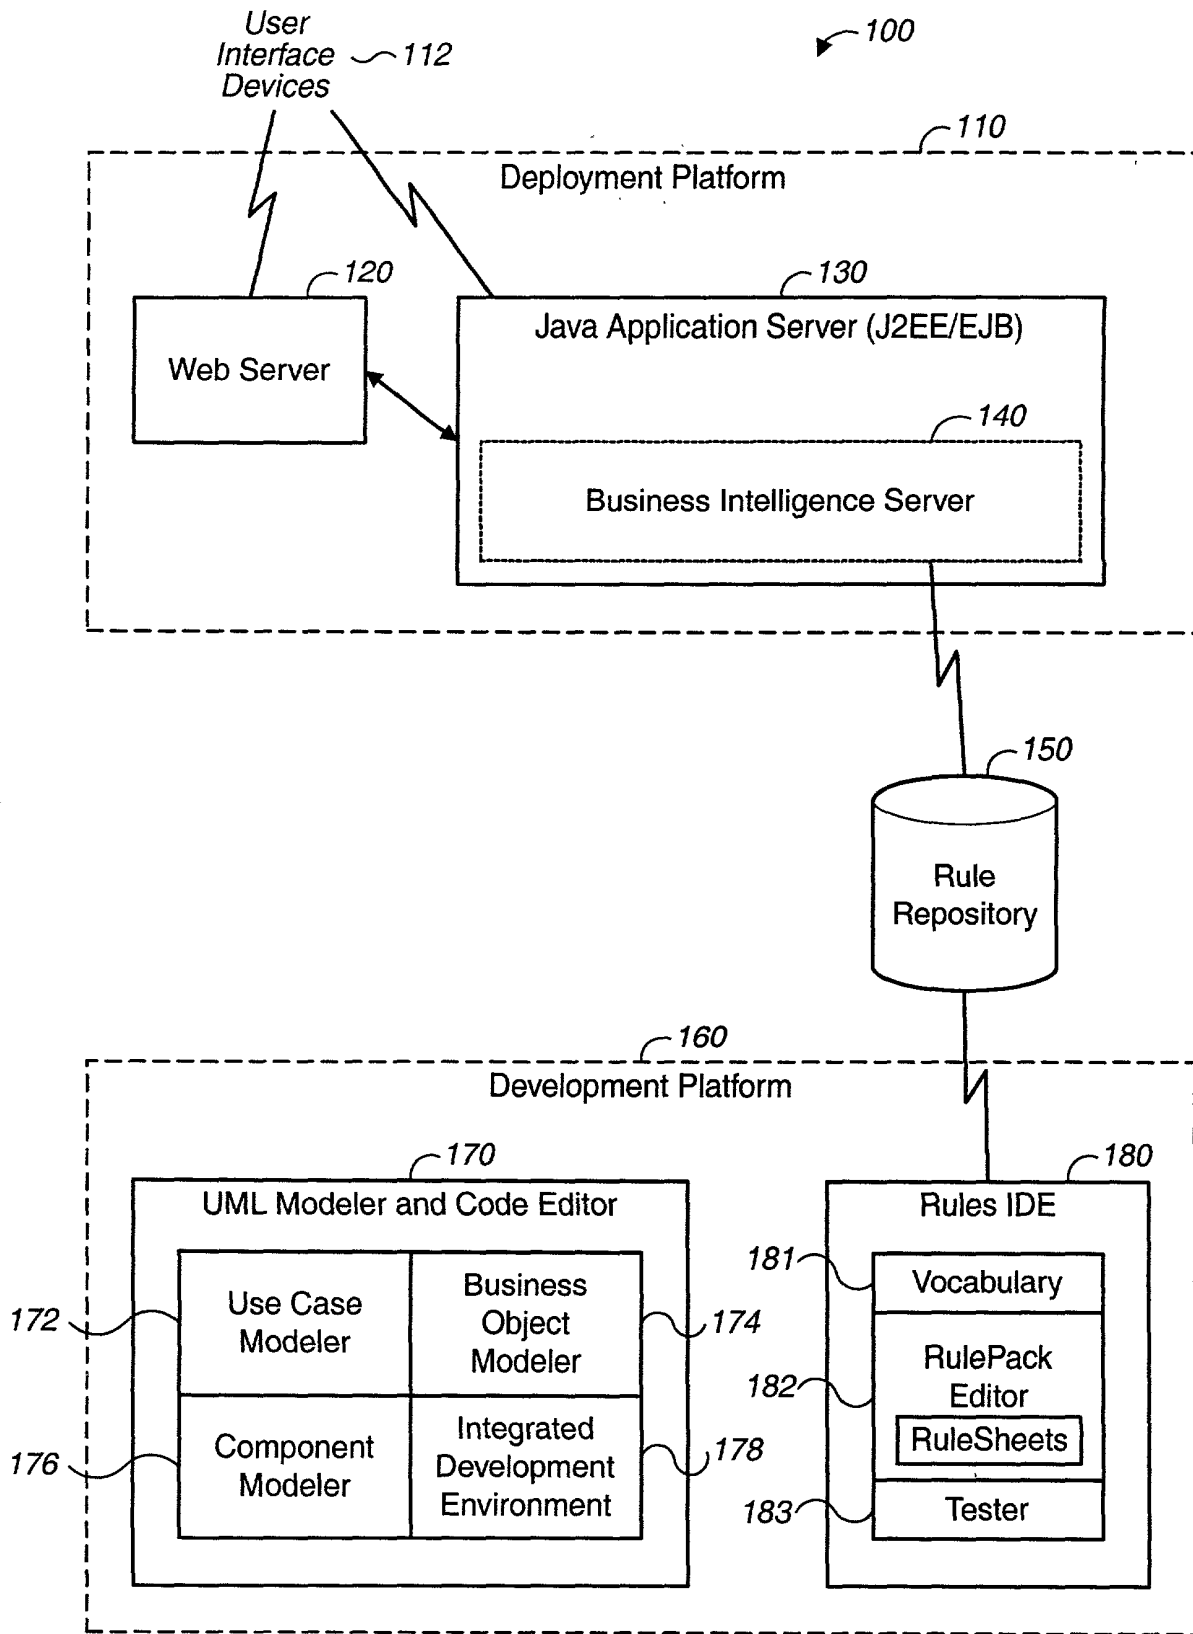 User
Interface
Devices
112
100
110
Deployment Platform
120
130
Web Server
Java Application Server (J2EE/EJB)
140
Business Intelligence Server
150
Rule
Repository
160
Development Platform
170
180
UML Modeler and Code Editor
Rules IDE
172
Use Case
Modeler
Business
Object
Modeler
174
176
Component
Modeler
Integrated
Development
Environment
178
181
Vocabulary
182
RulePack
Editor
RuleSheets
183
Tester